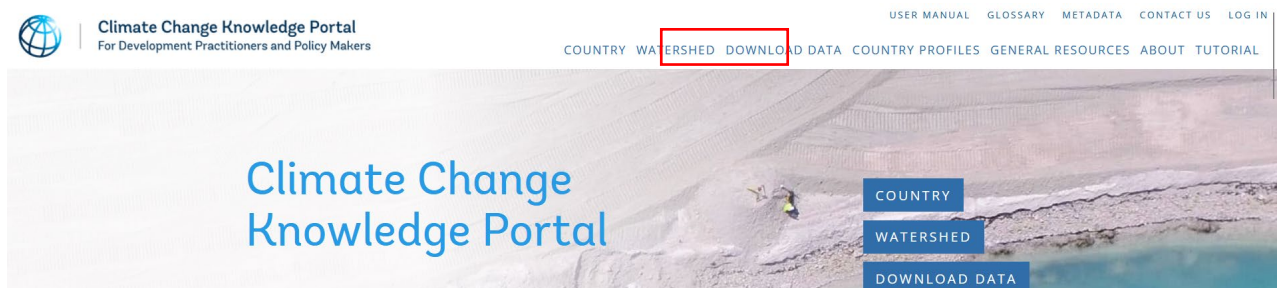 USER MANUAL GLOSSARY METADATA CONTACT US LOG IN
Climate Change Knowledge Portal
For Development Practitioners and Policy Makers
COUNTRY WATERSHED DOWNLOAD DATA COUNTRY PROFILES GENERAL RESOURCES ABOUT TUTORIAL
Climate Change
Knowledge Portal
COUNTRY
WATERSHED
DOWNLOAD DATA